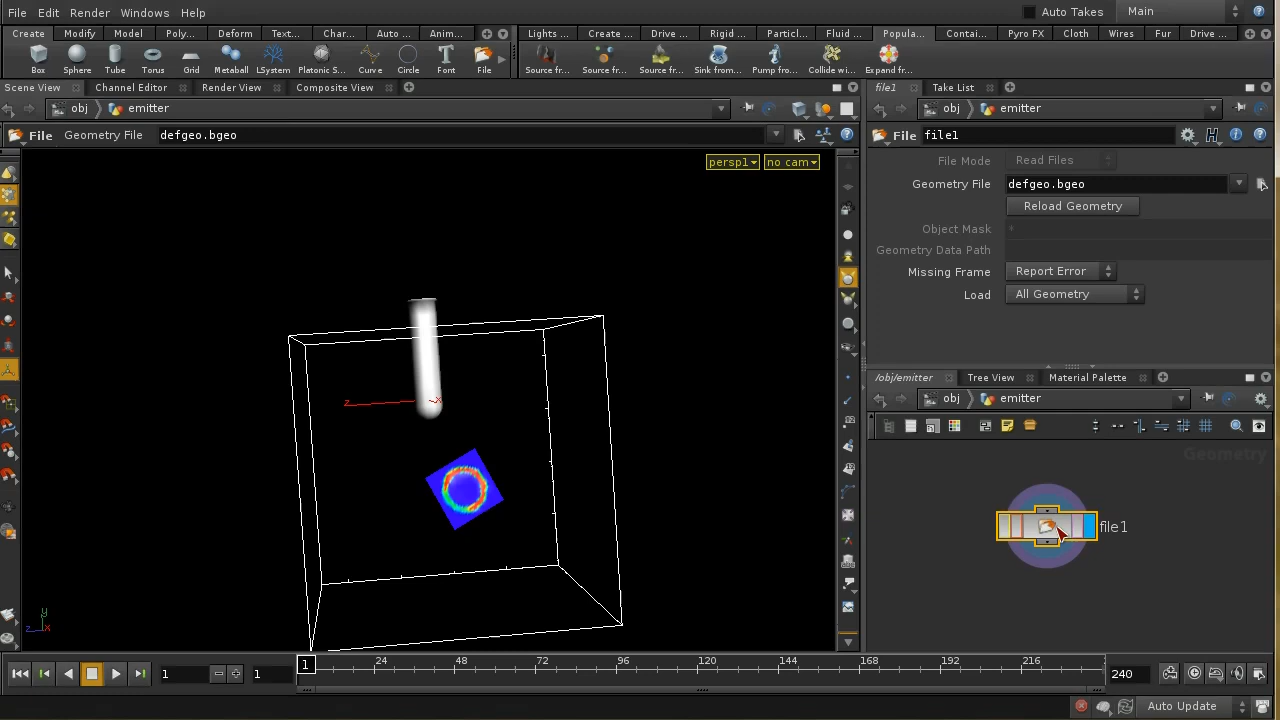 File Edit Render Windows Help Auto Takes Main
Create Modify Model Poly... Deform Text... Char... Auto ... Anim... Lights ... Create ... Drive ... Rigid ... Particl... Fluid ... Popula... Contai... Pyro FX Cloth Wires Fur Drive ...
Box Sphere Tube Torus Grid Metaball LSystem Platonic S... Curve Circle Font File Source fr... Source fr... Source fr... Sink from... Pump fro... Collide wi... Expand fr...
Scene View Channel Editor Render View Composite View file1 Take List
obj emitter obj emitter
File Geometry File defgeo.bgeo File file1
persp1 no cam
File Mode Read Files
Geometry File defgeo.bgeo
Reload Geometry
Object Mask *
Geometry Data Path
Missing Frame Report Error
Load All Geometry
/obj/emitter Tree View Material Palette
obj emitter
Geometry
file1
z x
y
z x
1 1 1 24 48 72 96 120 144 168 192 216 240
Auto Update